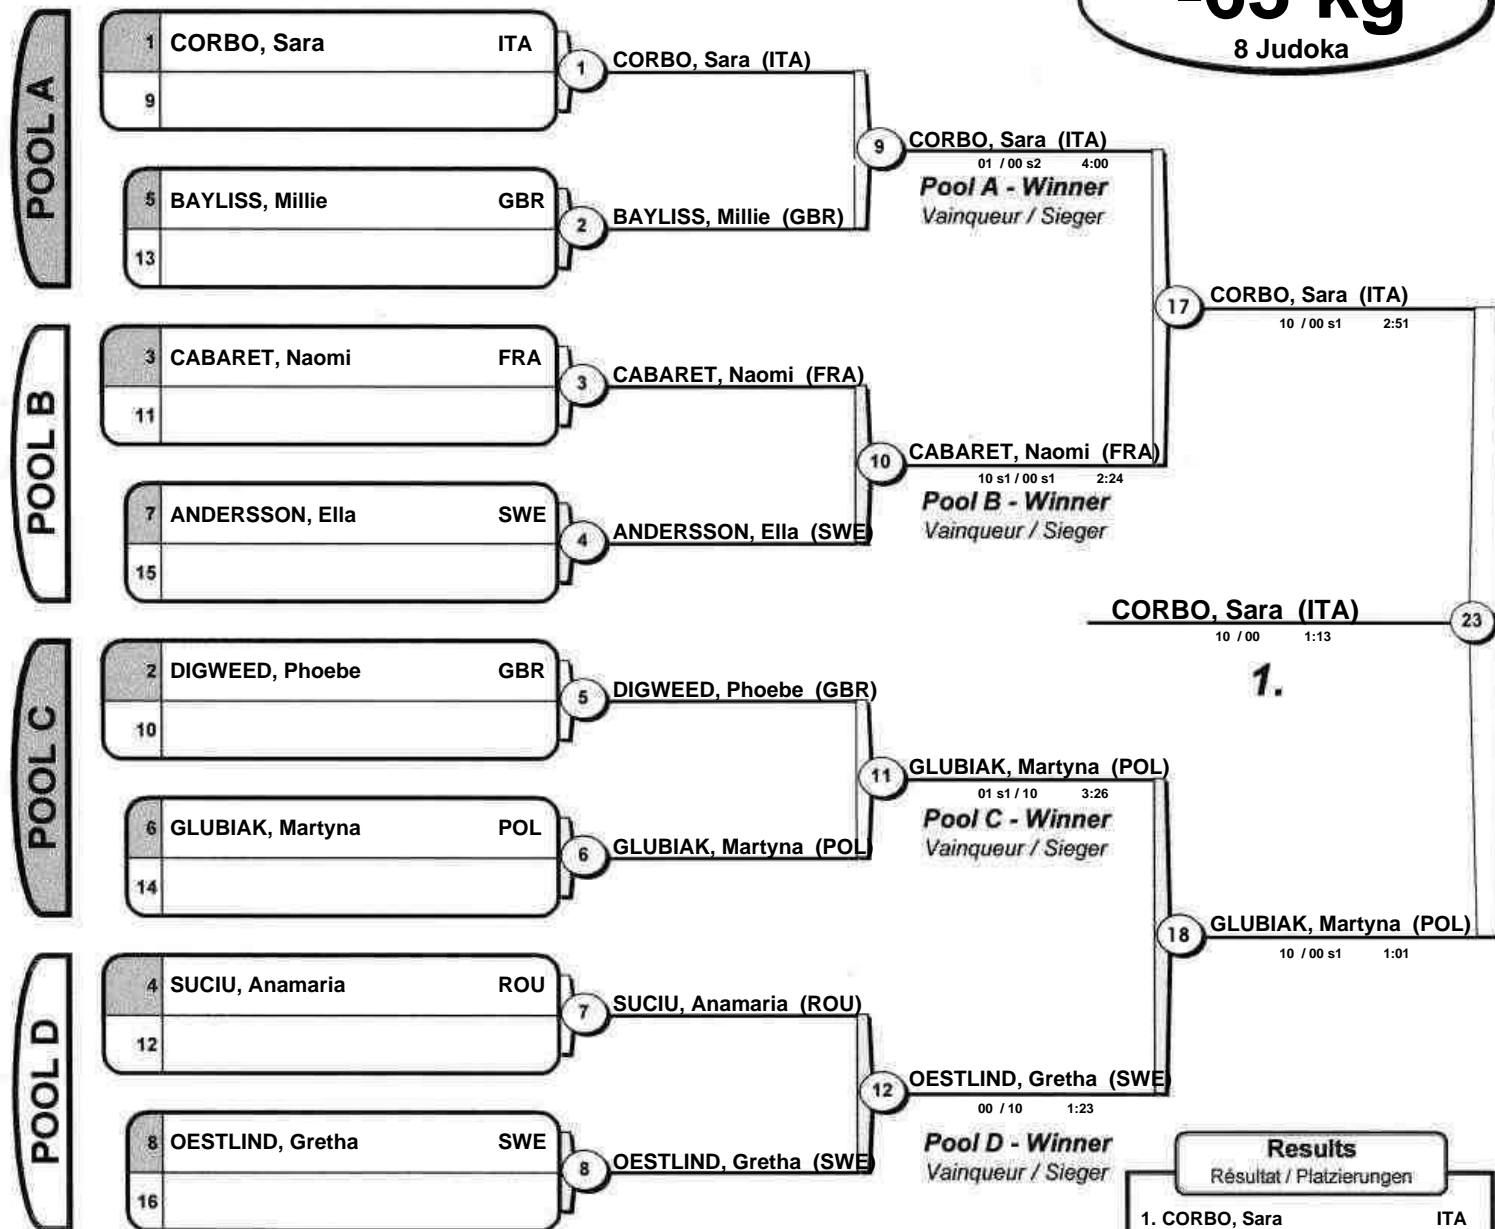 -63 kg
8 Judoka
POOL A
1 CORBO, Sara ITA
9
1 CORBO, Sara (ITA)
5 BAYLISS, Millie GBR
13
2 BAYLISS, Millie (GBR)
9 CORBO, Sara (ITA)
01 / 00 s2 4:00
Pool A - Winner
Vainqueur / Sieger
POOL B
3 CABARET, Naomi FRA
11
3 CABARET, Naomi (FRA)
7 ANDERSSON, Ella SWE
15
4 ANDERSSON, Ella (SWE)
10 CABARET, Naomi (FRA)
10 s1 / 00 s1 2:24
Pool B - Winner
Vainqueur / Sieger
17 CORBO, Sara (ITA)
10 / 00 s1 2:51
CORBO, Sara (ITA) 23
10 / 00 1:13
1.
POOL C
2 DIGWEED, Phoebe GBR
10
5 DIGWEED, Phoebe (GBR)
6 GLUBIAK, Martyna POL
14
6 GLUBIAK, Martyna (POL)
11 GLUBIAK, Martyna (POL)
01 s1 / 10 3:26
Pool C - Winner
Vainqueur / Sieger
18 GLUBIAK, Martyna (POL)
10 / 00 s1 1:01
POOL D
4 SUCIU, Anamaria ROU
12
7 SUCIU, Anamaria (ROU)
8 OESTLIND, Gretha SWE
16
8 OESTLIND, Gretha (SWE)
12 OESTLIND, Gretha (SWE)
00 / 10 1:23
Pool D - Winner
Vainqueur / Sieger
Results
Résultat / Platzierungen
1. CORBO, Sara ITA